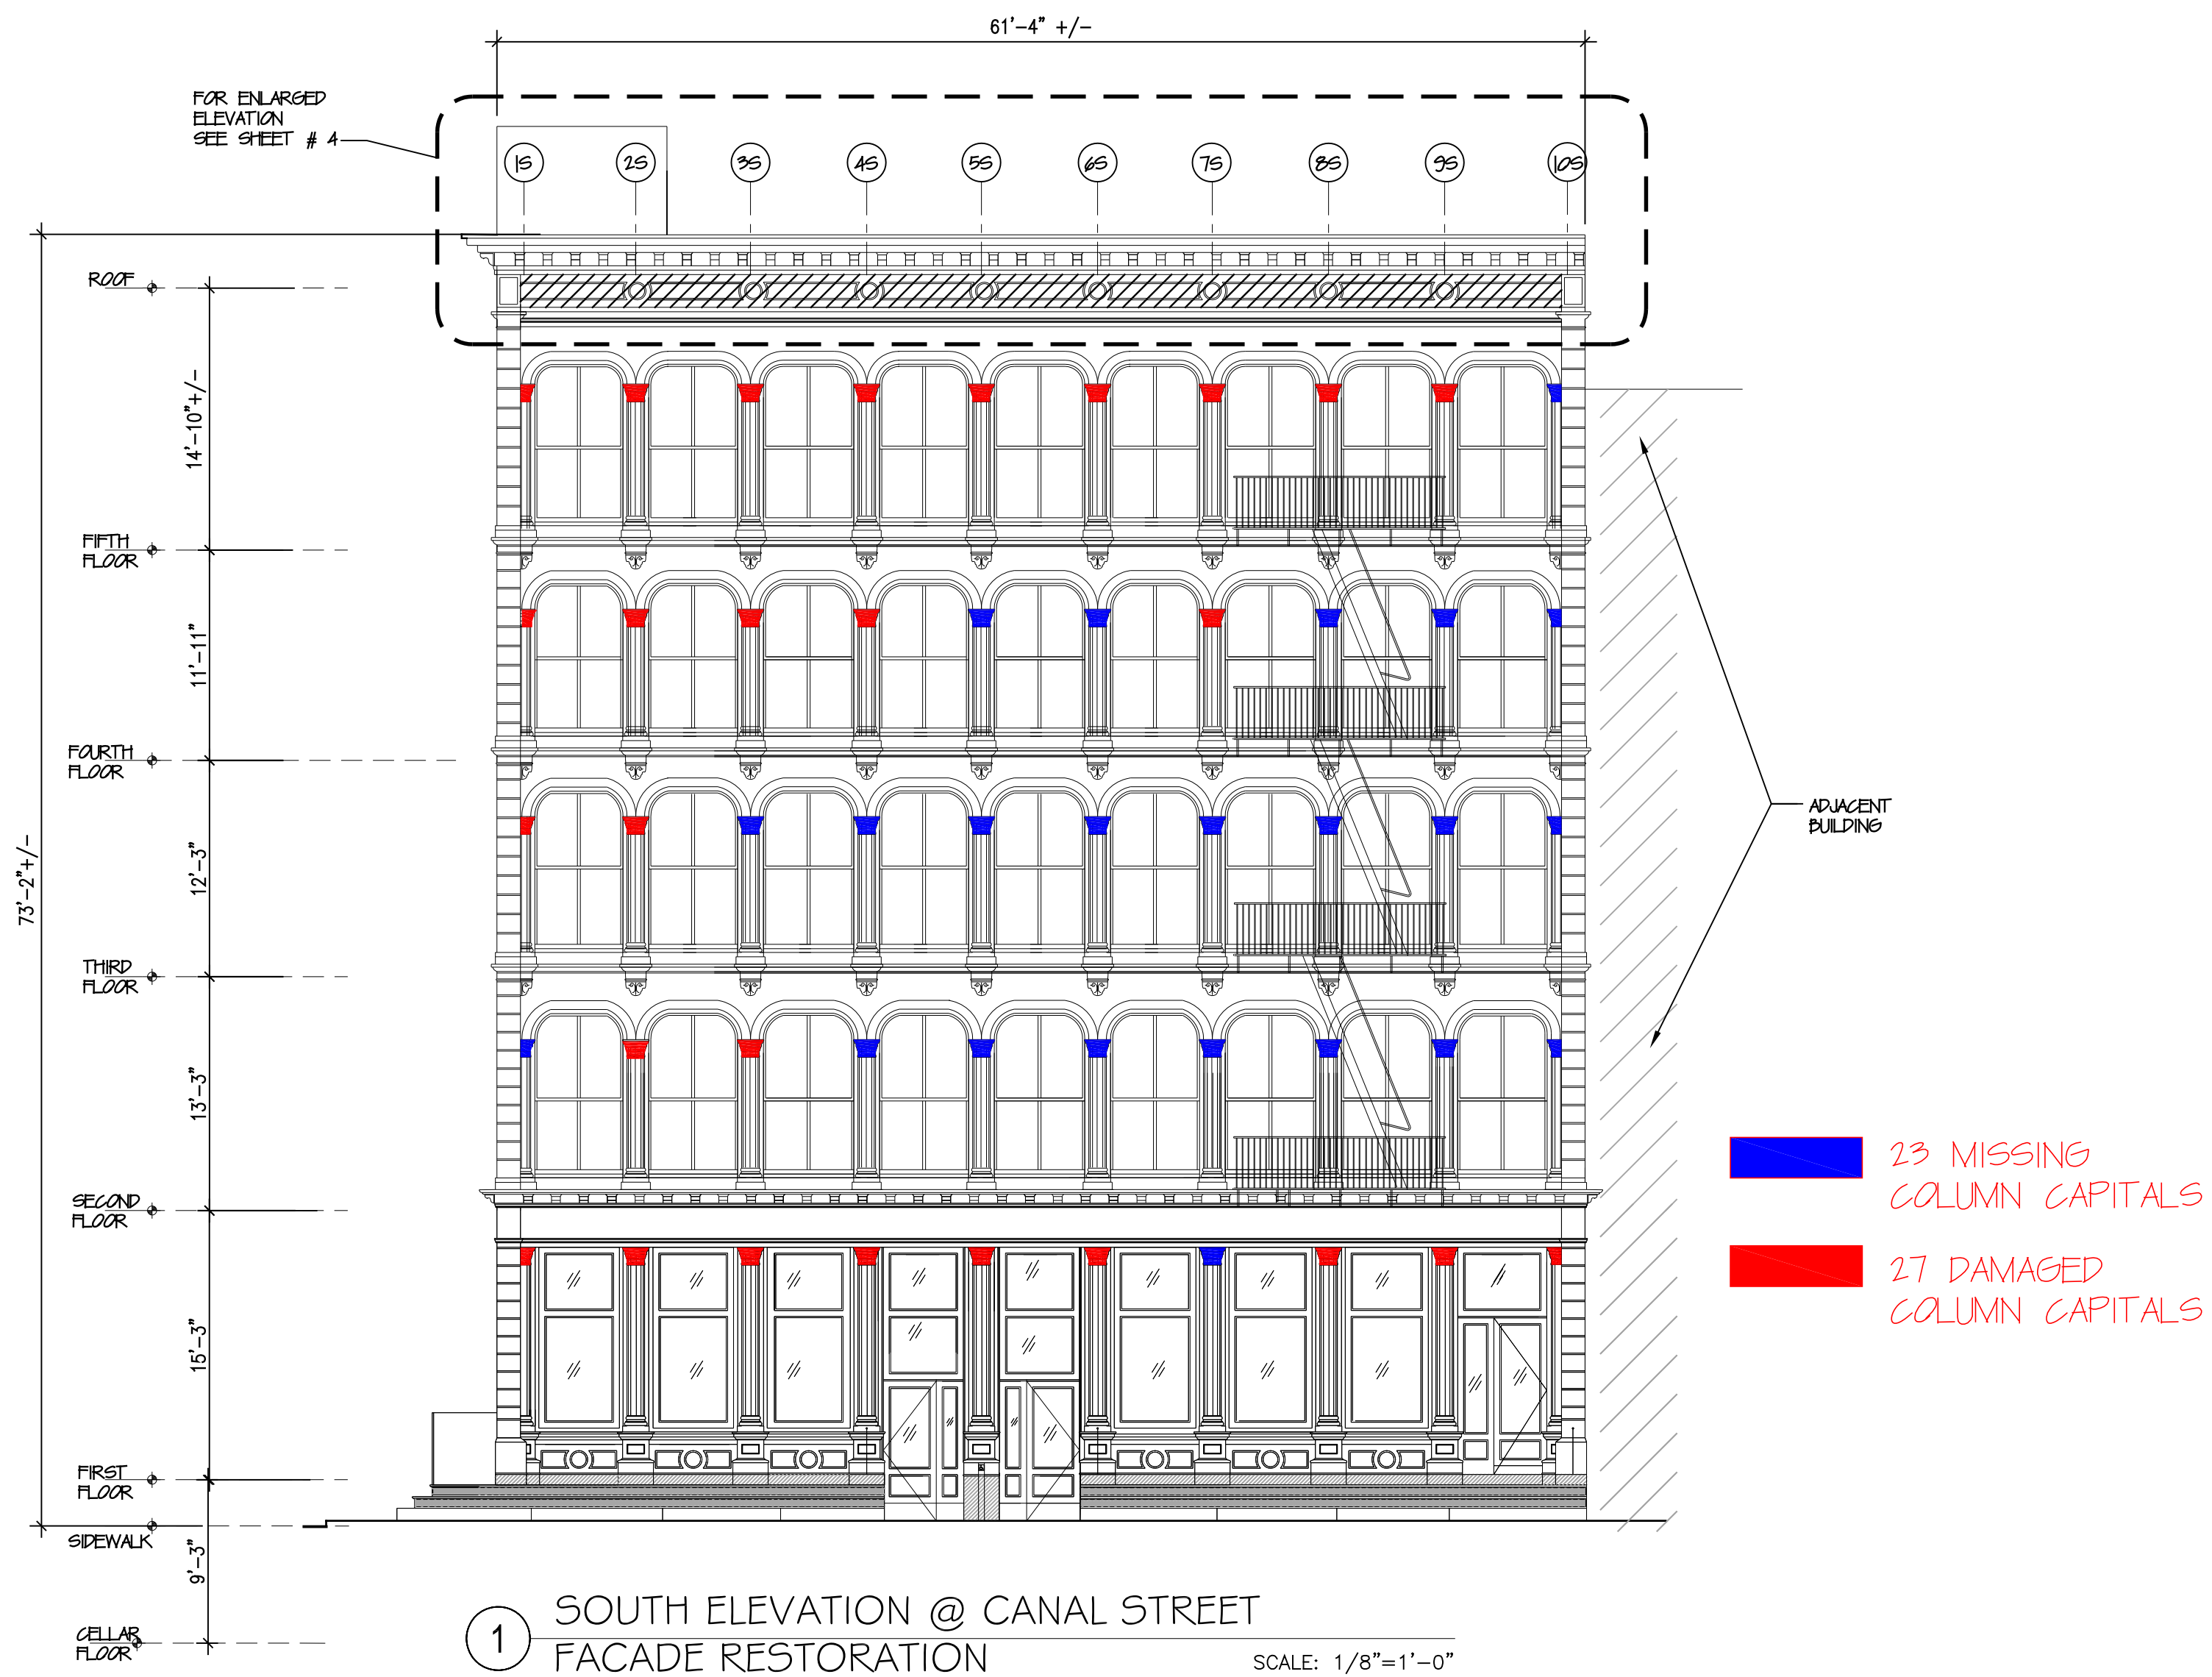 61'-4" +/-
FOR ENLARGED
ELEVATION
SEE SHEET # 4
1S 2S 3S 4S 5S 6S 7S 8S 9S 10S
ROOF
14'-10"+/-
FIFTH
FLOOR
11'-11"
FOURTH
FLOOR
73'-2"+/-
12'-3"
ADJACENT
BUILDING
THIRD
FLOOR
13'-3"
23 MISSING
COLUMN CAPITALS
SECOND
FLOOR
27 DAMAGED
COLUMN CAPITALS
15'-3"
FIRST
FLOOR
SIDEWALK
9'-3"
CELLAR
FLOOR
1
SOUTH ELEVATION @ CANAL STREET
FACADE RESTORATION
SCALE: 1/8"=1'-0"